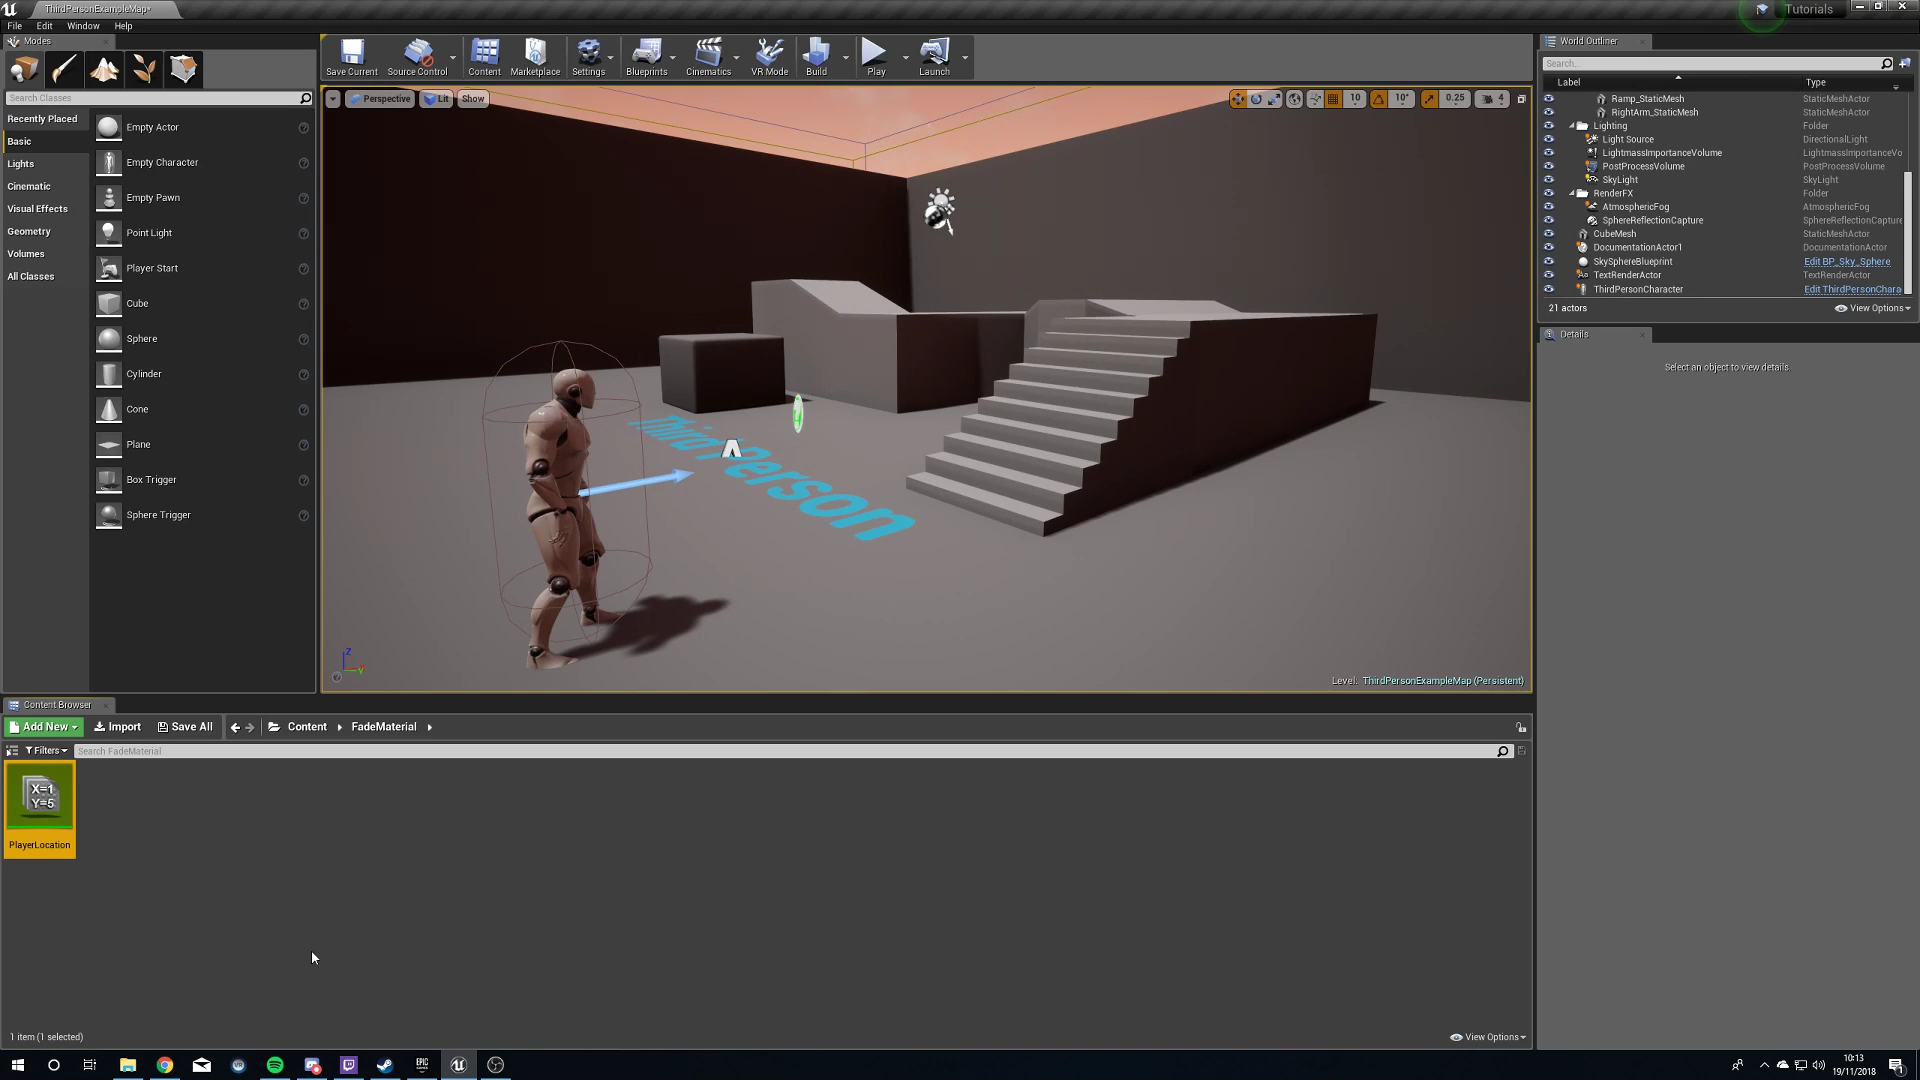 ThirdPersonExampleMap*
Tutorials
File Edit Window Help
Modes
Search Classes
Recently Placed
Basic
Lights
Cinematic
Visual Effects
Geometry
Volumes
All Classes
Empty Actor
Empty Character
Empty Pawn
Point Light
Player Start
Cube
Sphere
Cylinder
Cone
Plane
Box Trigger
Sphere Trigger
Save Current Source Control Content Marketplace Settings Blueprints Cinematics VR Mode Build Play Launch
Perspective Lit Show
10 10° 0.25 4
Third Person
Z
Y
Level: ThirdPersonExampleMap (Persistent)
World Outliner
Search...
Label Type
Ramp_StaticMesh StaticMeshActor
RightArm_StaticMesh StaticMeshActor
Lighting Folder
Light Source DirectionalLight
LightmassImportanceVolume LightmassImportanceVo
PostProcessVolume PostProcessVolume
SkyLight SkyLight
RenderFX Folder
AtmosphericFog AtmosphericFog
SphereReflectionCapture SphereReflectionCapture
CubeMesh StaticMeshActor
DocumentationActor1 DocumentationActor
SkySphereBlueprint Edit BP_Sky_Sphere
TextRenderActor TextRenderActor
ThirdPersonCharacter Edit ThirdPersonChara
21 actors View Options
Details
Select an object to view details.
Content Browser
Add New Import Save All Content FadeMaterial
Filters Search FadeMaterial
X=1
Y=5
PlayerLocation
1 item (1 selected) View Options
EPIC
GAMES
10:13
19/11/2018